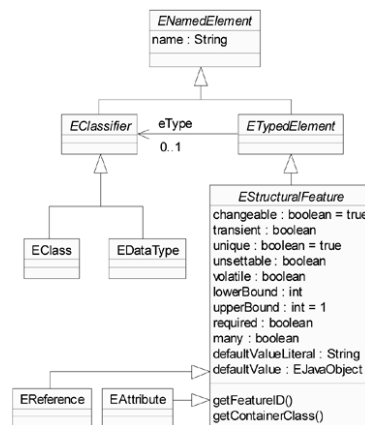 ENamedElement
name : String
EClassifier
eType
0..1
ETypedElement
EClass
EDataType
EStructuralFeature
changeable : boolean = true
transient : boolean
unique : boolean = true
unsettable : boolean
volatile : boolean
lowerBound : int
upperBound : int = 1
required : boolean
many : boolean
defaultValueLiteral : String
defaultValue : EJavaObject
getFeatureID()
getContainerClass()
EReference
EAttribute